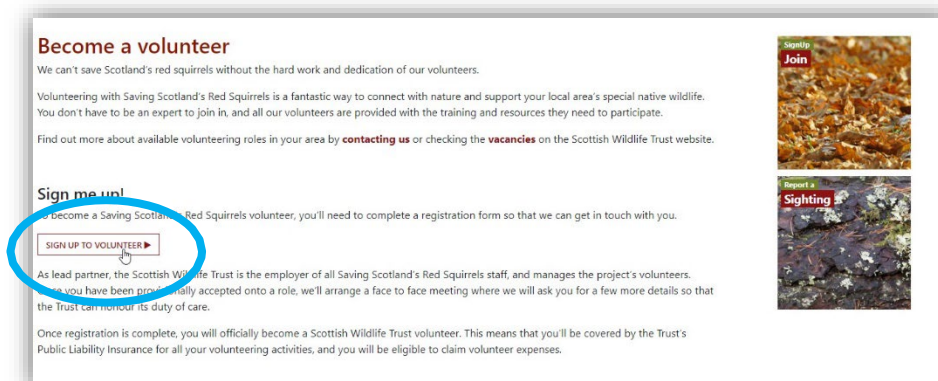 Become a volunteer
We can't save Scotland's red squirrels without the hard work and dedication of our volunteers.
Volunteering with Saving Scotland's Red Squirrels is a fantastic way to connect with nature and support your local area's special native wildlife.
You don't have to be an expert to join in, and all our volunteers are provided with the training and resources they need to participate.
Find out more about available volunteering roles in your area by contacting us or checking the vacancies on the Scottish Wildlife Trust website.
Sign me up!
become a Saving Scotland's Red Squirrels volunteer, you'll need to complete a registration form so that we can get in touch with you.
SIGN UP TO VOLUNTEER ▶
As lead partner, the Scottish Wildlife Trust is the employer of all Saving Scotland's Red Squirrels staff, and manages the project's volunteers.
you have been provisionally accepted onto a role, we'll arrange a face to face meeting where we will ask you for a few more details so that
the Trust can honour its duty of care.
Once registration is complete, you will officially become a Scottish Wildlife Trust volunteer. This means that you'll be covered by the Trust's
Public Liability Insurance for all your volunteering activities, and you will be eligible to claim volunteer expenses.
SignUp
Join
Report a
Sighting